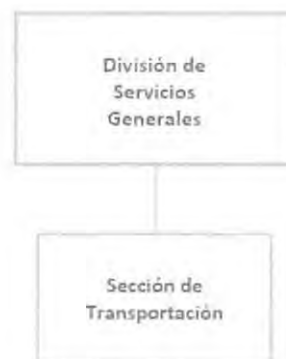 División de
Servicios
Generales
Sección de
Transportación